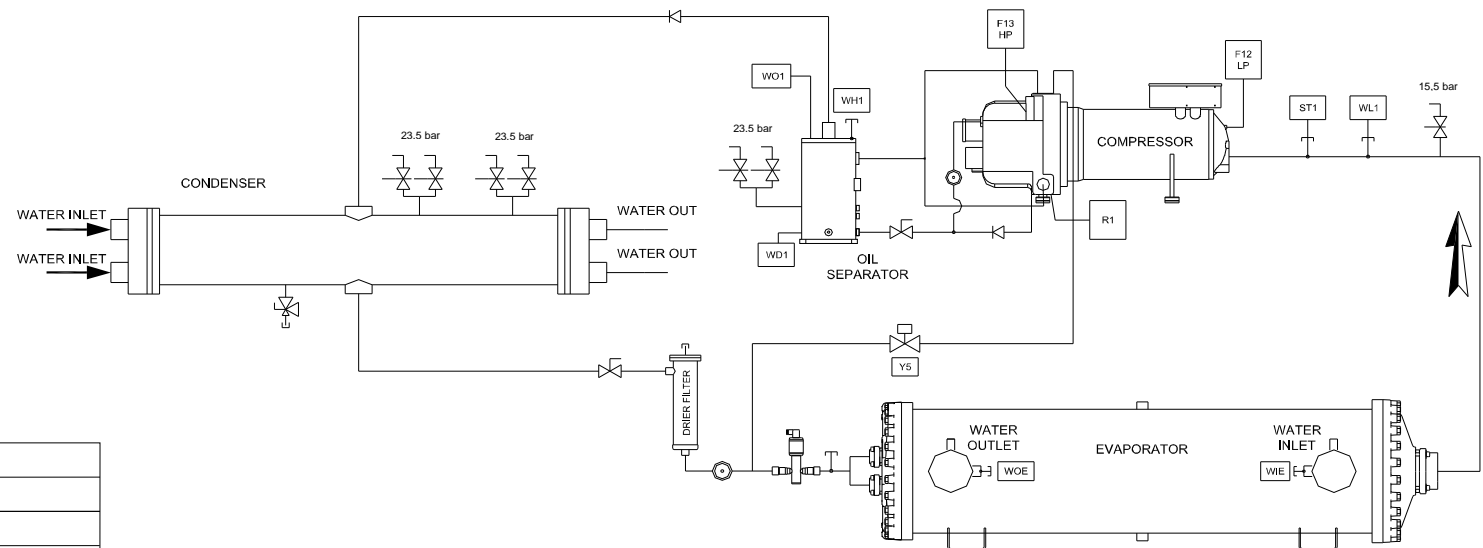 F13
HP
F12
LP
WO1
WH1
15,5 bar
ST1
WL1
23.5 bar
23.5 bar
23.5 bar
COMPRESSOR
CONDENSER
WATER INLET
WATER OUT
R1
WATER INLET
WATER OUT
WD1
OIL
SEPARATOR
Y5
DRIER FILTER
WATER
OUTLET
EVAPORATOR
WATER
INLET
WOE
WIE